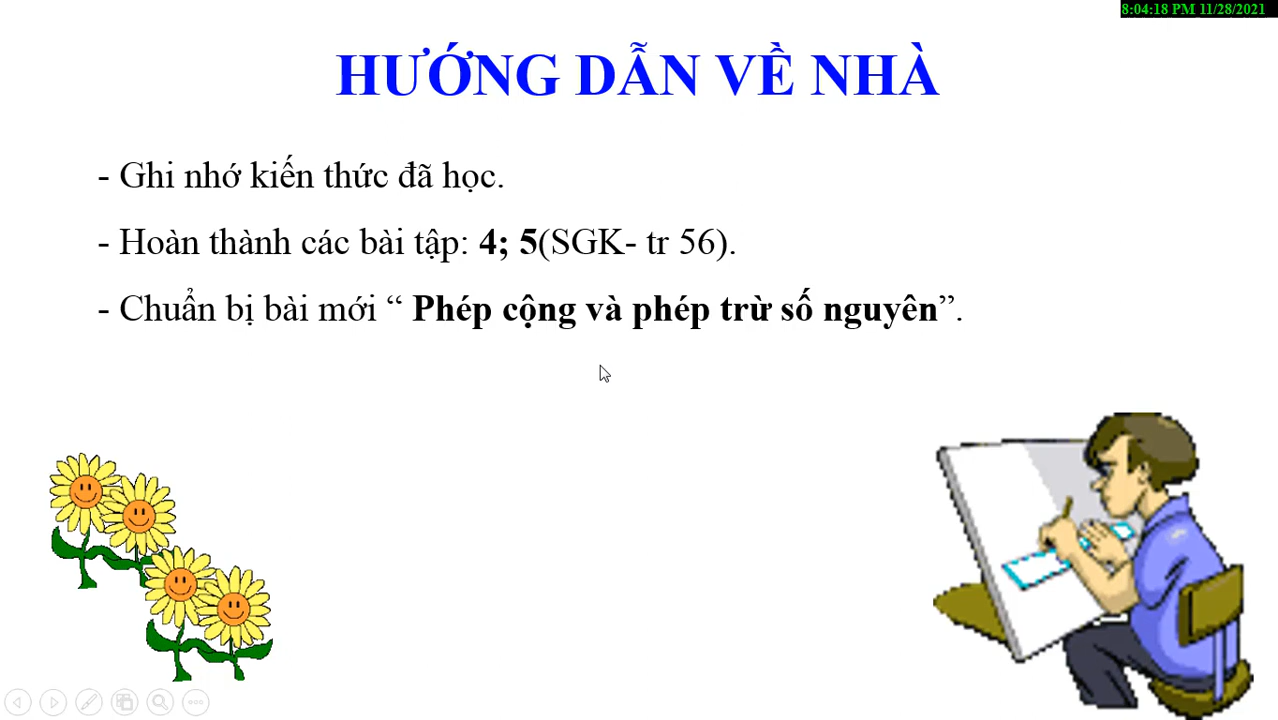 8:04:18 PM 11/28/2021
HƯỚNG DẪN VỀ NHÀ
- Ghi nhớ kiến thức đã học.
- Hoàn thành các bài tập: 4; 5(SGK- tr 56).
- Chuẩn bị bài mới “ Phép cộng và phép trừ số nguyên”.